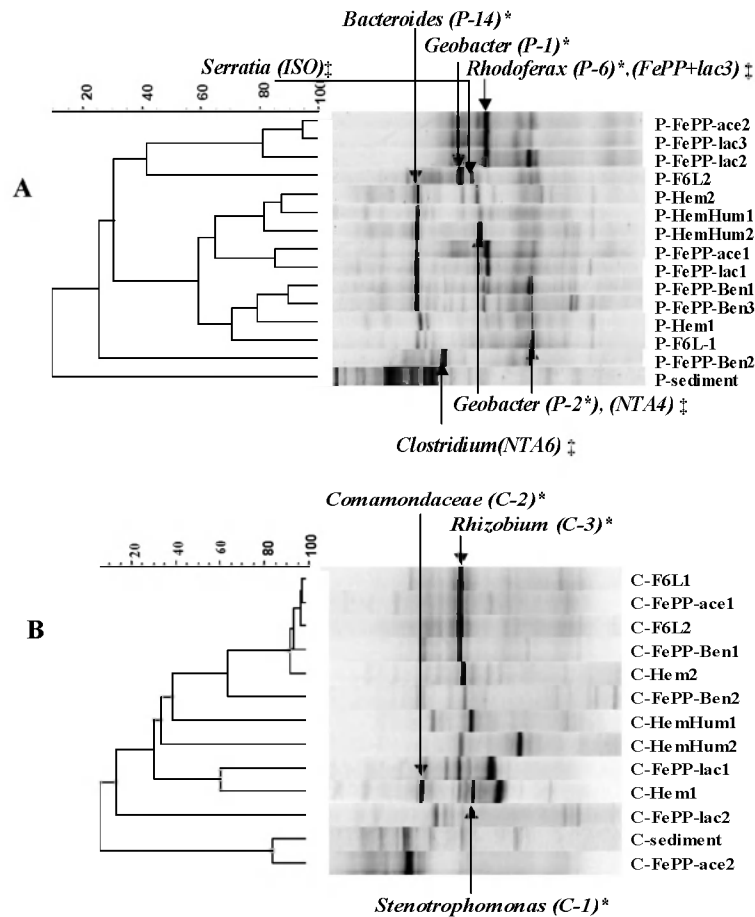 Bacteroides (P-14)*
Geobacter (P-1)*
Serratia (ISO)‡
Rhodoferax (P-6)*,(FePP+lac3) ‡
20
40
60
80
100
A
P-FePP-ace2
P-FePP-lac3
P-FePP-lac2
P-F6L2
P-Hem2
P-HemHum1
P-HemHum2
P-FePP-ace1
P-FePP-lac1
P-FePP-Ben1
P-FePP-Ben3
P-Hem1
P-F6L-1
P-FePP-Ben2
P-sediment
Geobacter (P-2*), (NTA4) ‡
Clostridium(NTA6) ‡
Comamondaceae (C-2)*
Rhizobium (C-3)*
20
40
60
80
100
B
C-F6L1
C-FePP-ace1
C-F6L2
C-FePP-Ben1
C-Hem2
C-FePP-Ben2
C-HemHum1
C-HemHum2
C-FePP-lac1
C-Hem1
C-FePP-lac2
C-sediment
C-FePP-ace2
Stenotrophomonas (C-1)*